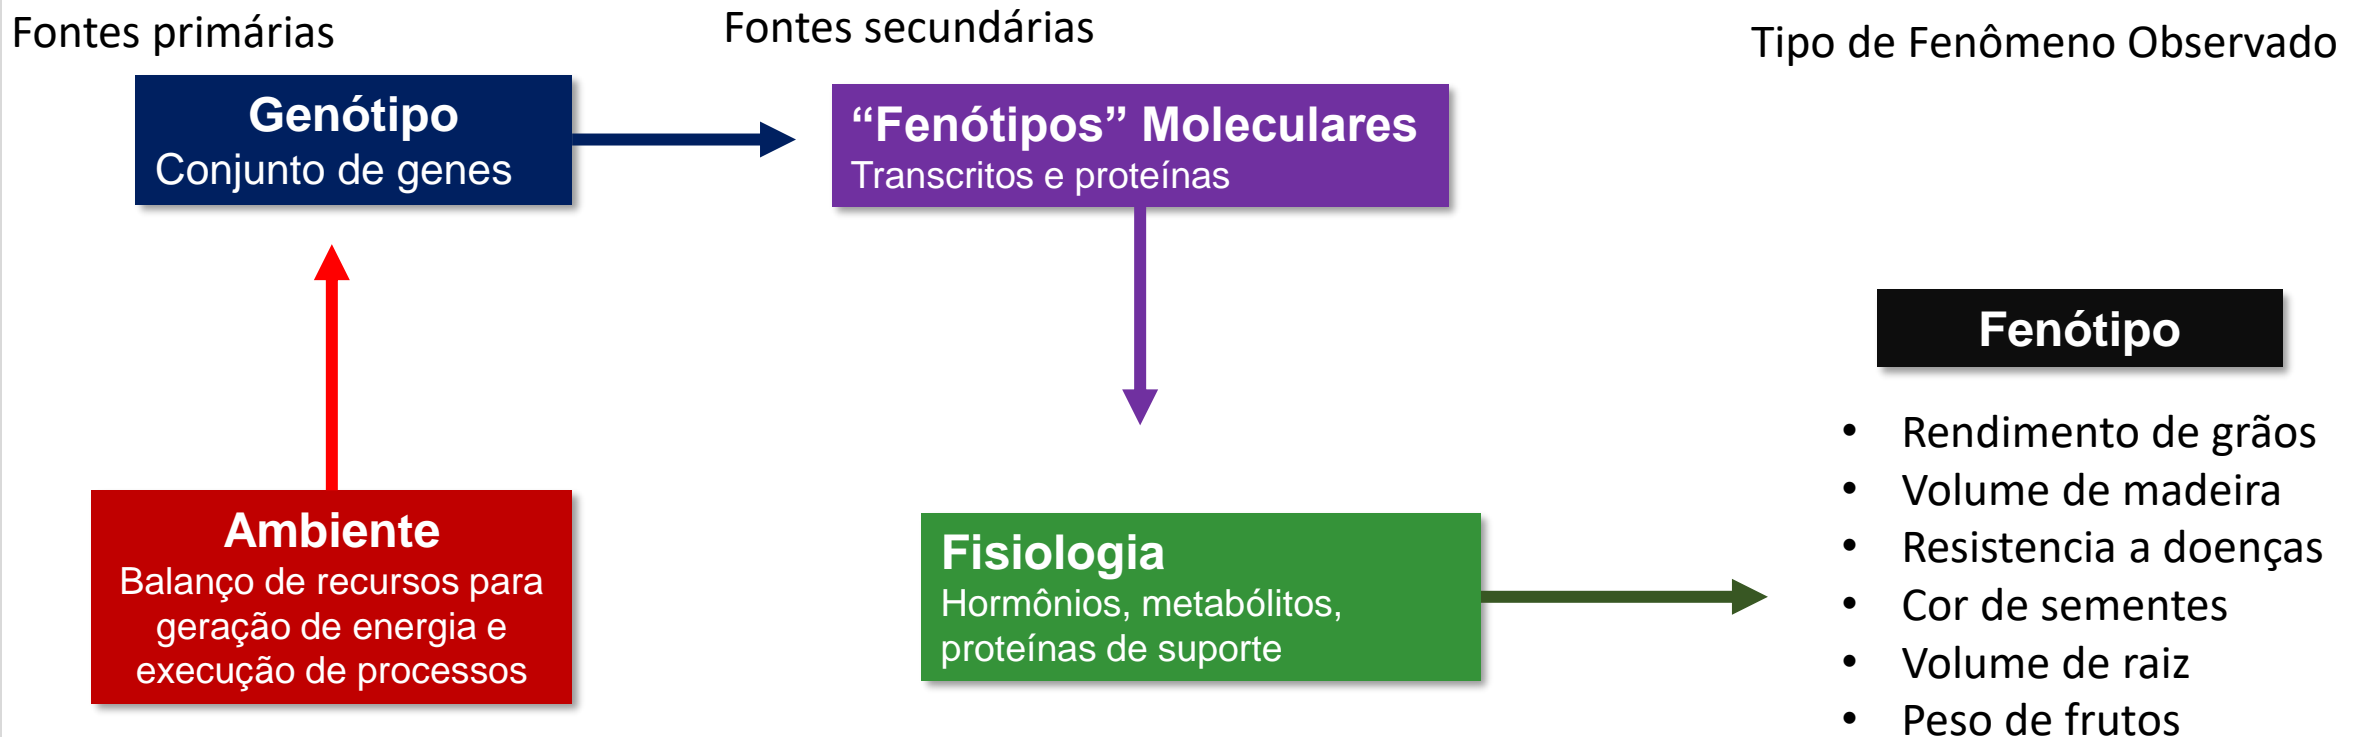 Fontes primárias
Fontes secundárias
Tipo de Fenômeno Observado
Genótipo
Conjunto de genes
“Fenótipos” Moleculares
Transcritos e proteínas
Ambiente
Balanço de recursos para
geração de energia e
execução de processos
Fisiologia
Hormônios, metabólitos,
proteínas de suporte
Fenótipo
• Rendimento de grãos
• Volume de madeira
• Resistencia a doenças
• Cor de sementes
• Volume de raiz
• Peso de frutos